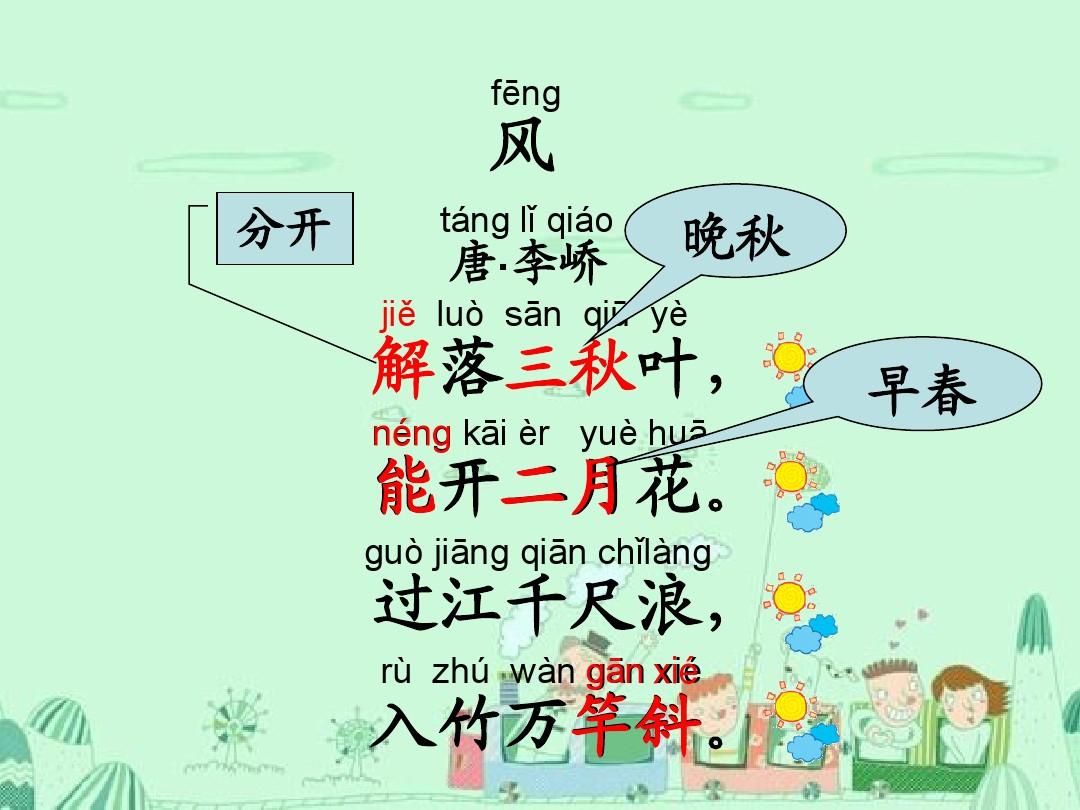 fēng
风
分开
táng lǐ qiáo
唐·李峤
晚秋
jiě luò sān qiū yè
解落三秋叶，
早春
néng kāi èr yuè huā
能开二月花。
guò jiāng qiān chǐlàng
过江千尺浪，
rù zhú wàn gān xié
入竹万竿斜。